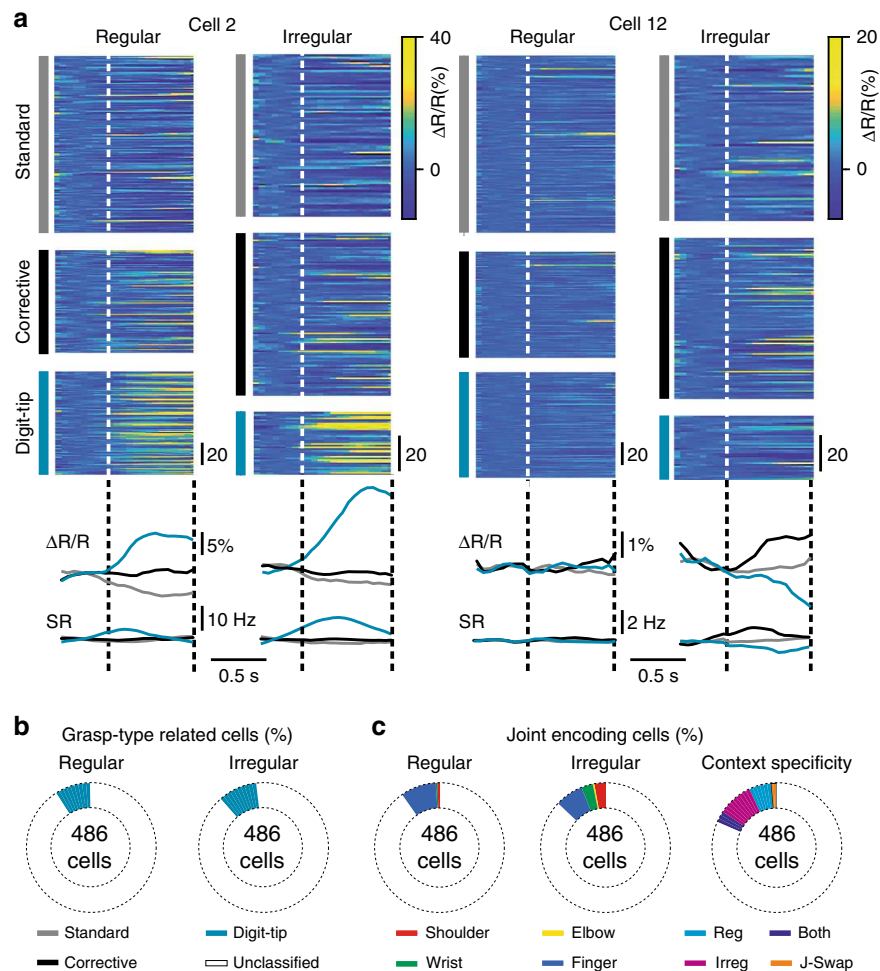 a
Cell 2
Cell 12
Regular
Irregular
40
0
ΔR/R(%)
Regular
Irregular
20
0
ΔR/R(%)
Standard
Corrective
Digit-tip
20
20
20
20
ΔR/R
5%
ΔR/R
1%
SR
10 Hz
SR
2 Hz
0.5 s
0.5 s
b
Grasp-type related cells (%)
Regular
Irregular
486
cells
486
cells
Standard
Digit-tip
Corrective
Unclassified
c
Joint encoding cells (%)
Regular
Irregular
Context specificity
486
cells
486
cells
486
cells
Shoulder
Elbow
Reg
Both
Wrist
Finger
Irreg
J-Swap